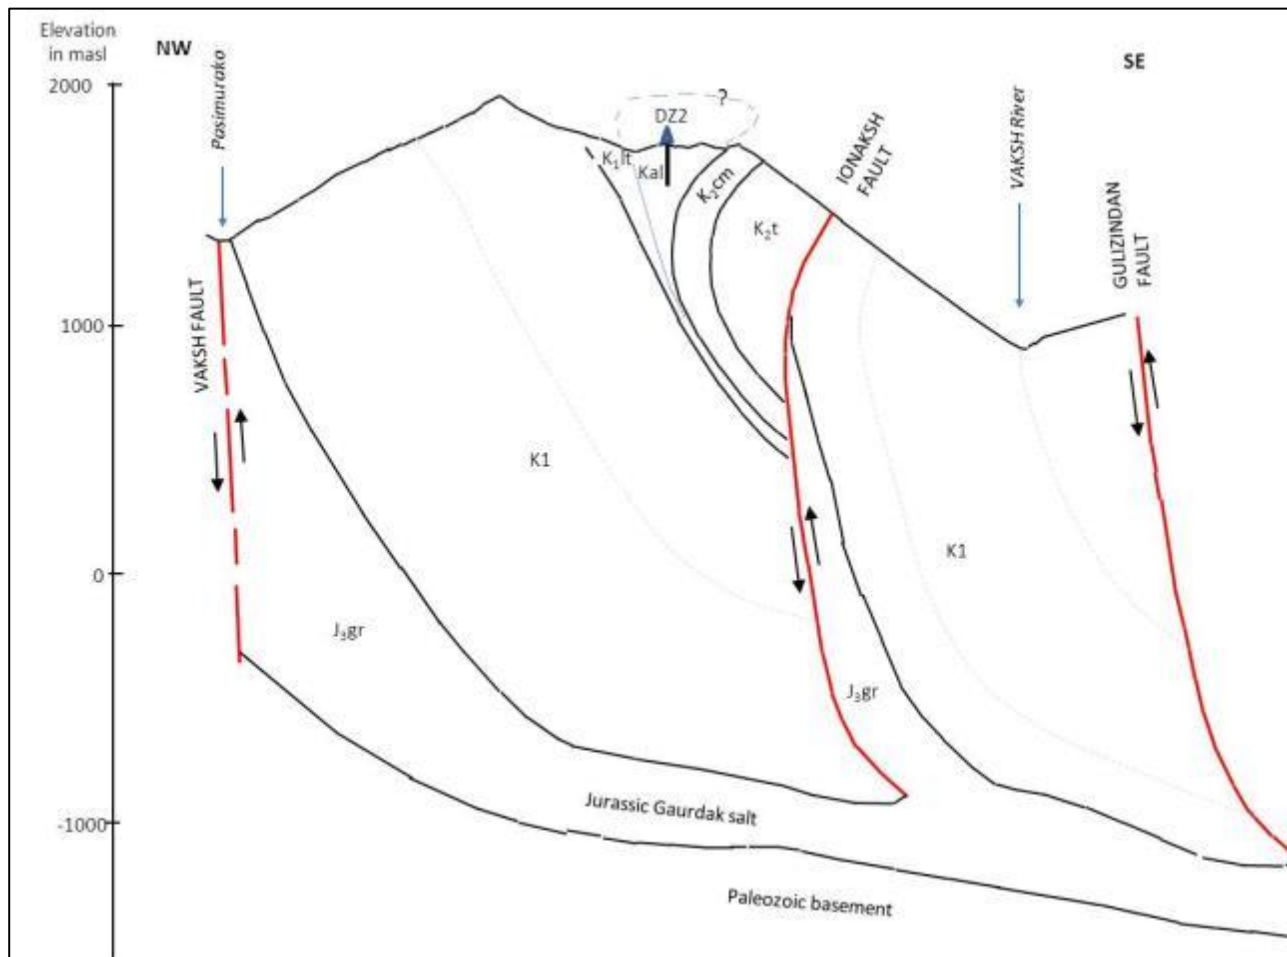 Elevation
in masl
NW
SE
2000
1000
0
-1000
Pasimurako
VAKSH FAULT
?
DZ2
K₁lt
Kal
K₂cm
K₂t
IONAKSH
FAULT
VAKSH River
GULIZINDAN
FAULT
K1
K1
J₃gr
J₃gr
Jurassic Gaurdak salt
Paleozoic basement